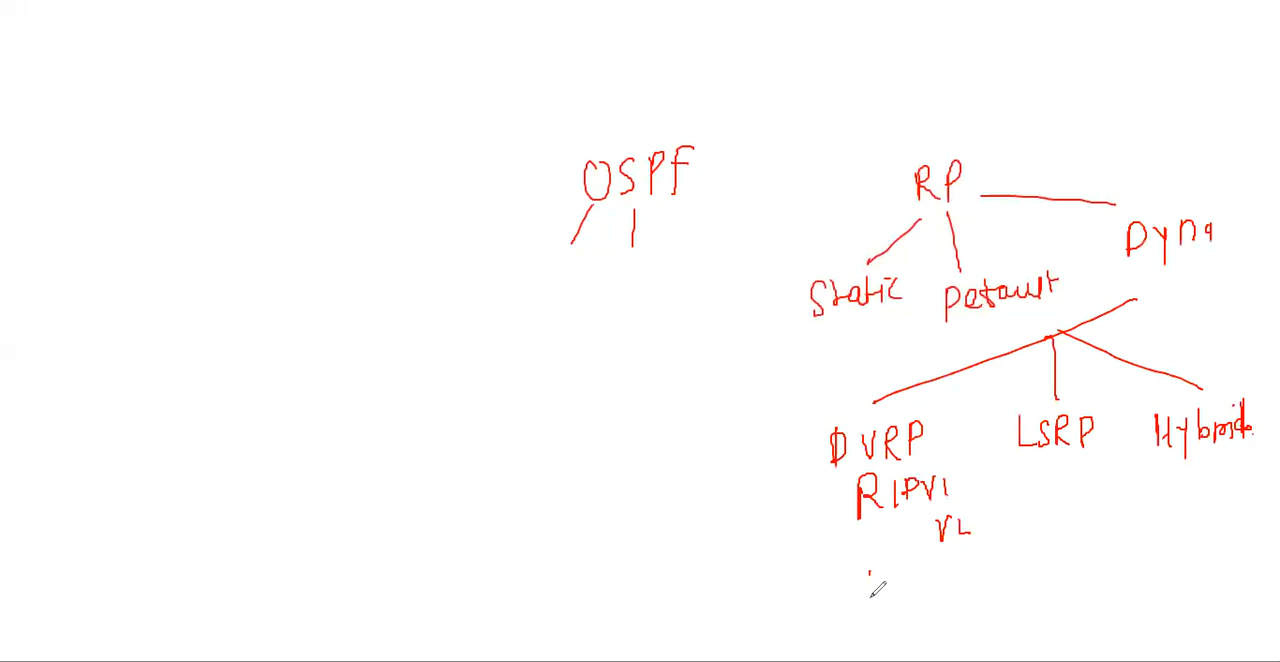 OSPF
RP
Dyna
Static Default
DVRP LSRP Hybrid
RIPV1
V2